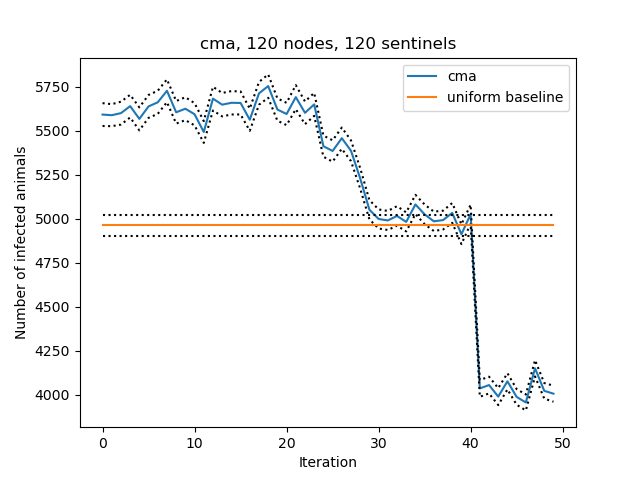 cma, 120 nodes, 120 sentinels
cma
uniform baseline
Number of infected animals
5750
5500
5250
5000
4750
4500
4250
4000
0 10 20 30 40 50
Iteration